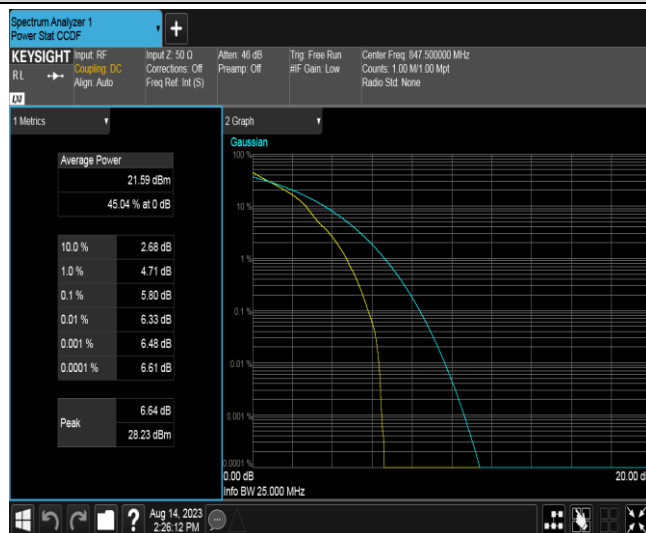 Spectrum Analyzer 1
Power Stat CCDF
+
KEYSIGHT
RL
LXI
Input: RF
Coupling: DC
Align: Auto
Input Z: 50 Ω
Corrections: Off
Freq Ref: Int (S)
Atten: 46 dB
Preamp: Off
Trig: Free Run
#IF Gain: Low
Center Freq: 847.500000 MHz
Counts: 1.00 M/1.00 Mpt
Radio Std: None
1 Metrics
Average Power
21.59 dBm
45.04 % at 0 dB
10.0 % 2.68 dB
1.0 % 4.71 dB
0.1 % 5.80 dB
0.01 % 6.33 dB
0.001 % 6.48 dB
0.0001 % 6.61 dB
Peak
6.64 dB
28.23 dBm
2 Graph
Gaussian
100 %
10 %
1 %
0.1 %
0.01 %
0.001 %
0.0001 %
0.00 dB 20.00 d
Info BW 25.000 MHz
?
Aug 14, 2023
2:26:12 PM